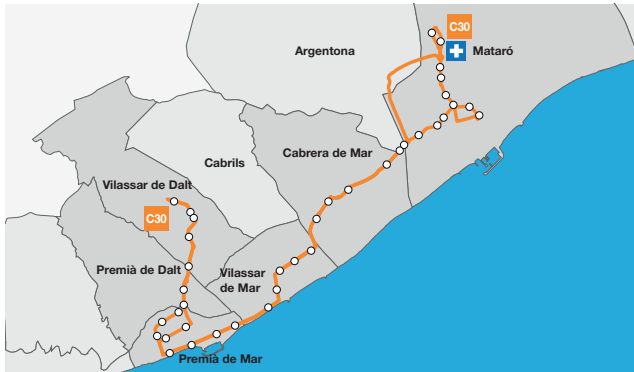 C30
Mataró
Argentona
Cabrera de Mar
Cabrils
Vilassar de Dalt
C30
Premià de Dalt
Vilassar
de Mar
Premià de Mar